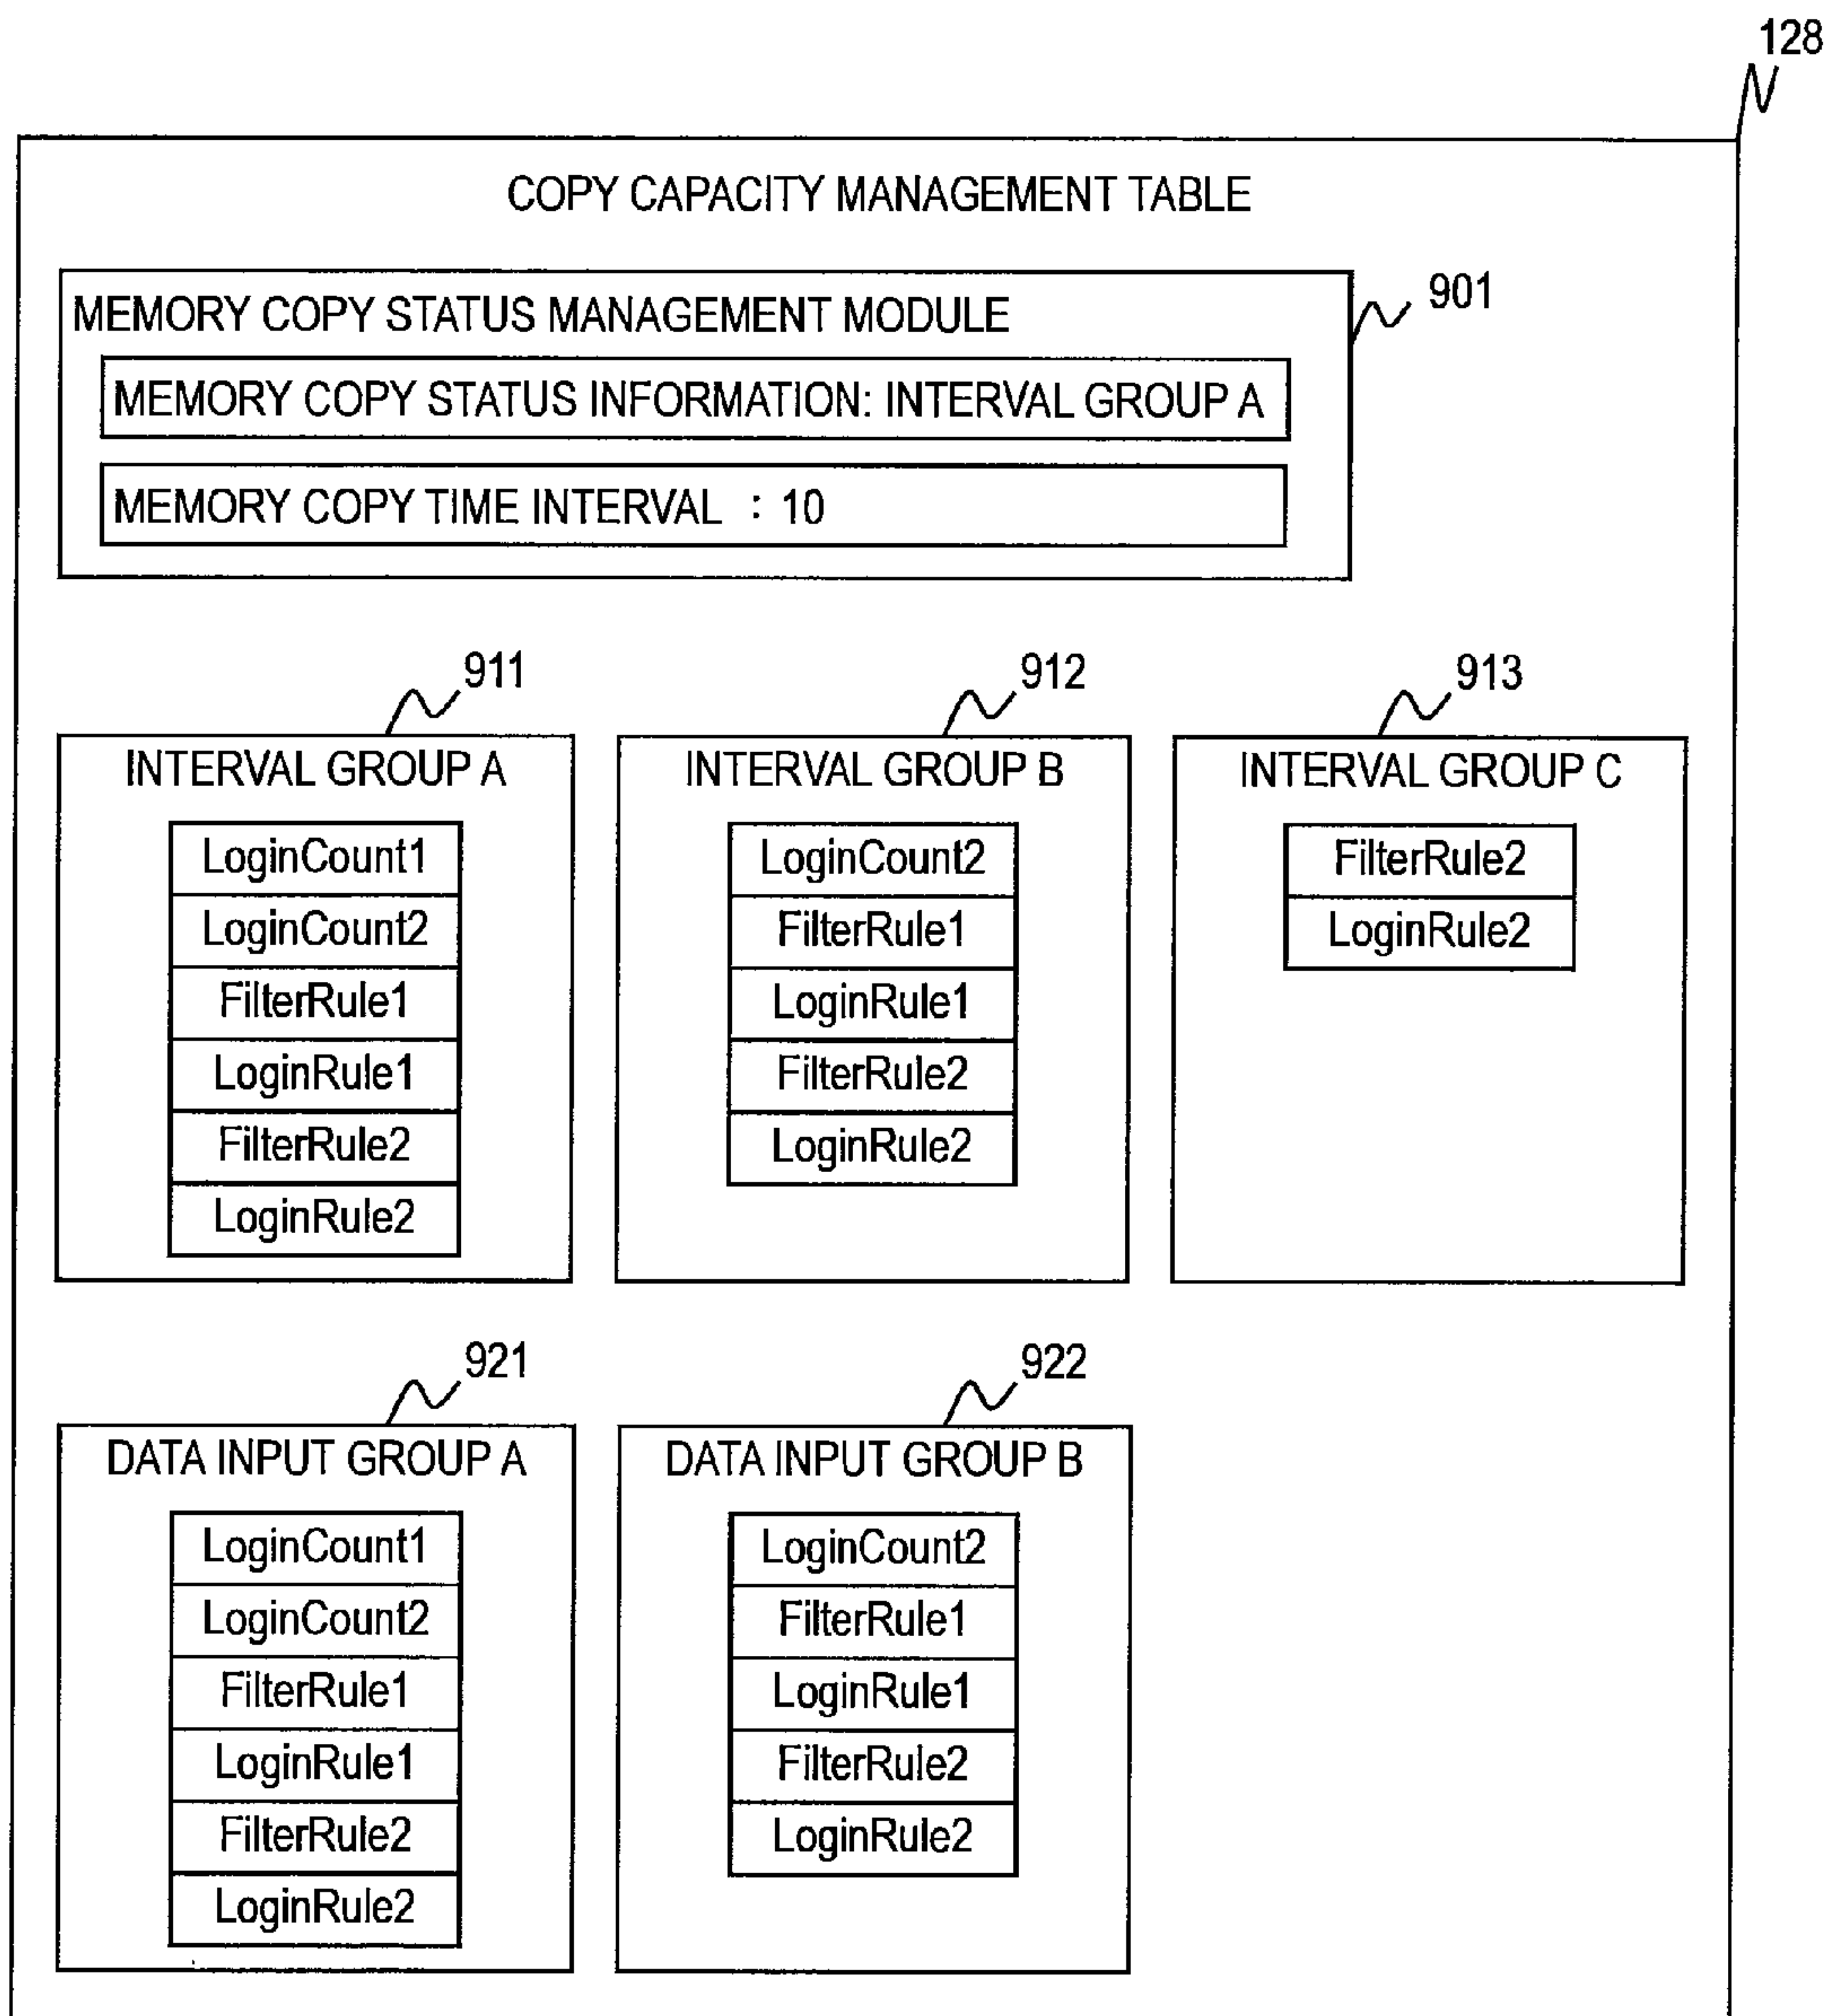 128
COPY CAPACITY MANAGEMENT TABLE
901
MEMORY COPY STATUS MANAGEMENT MODULE
MEMORY COPY STATUS INFORMATION: INTERVAL GROUP A
MEMORY COPY TIME INTERVAL : 10
911
INTERVAL GROUP A
LoginCount1
LoginCount2
FilterRule1
LoginRule1
FilterRule2
LoginRule2
912
INTERVAL GROUP B
LoginCount2
FilterRule1
LoginRule1
FilterRule2
LoginRule2
913
INTERVAL GROUP C
FilterRule2
LoginRule2
921
DATA INPUT GROUP A
LoginCount1
LoginCount2
FilterRule1
LoginRule1
FilterRule2
LoginRule2
922
DATA INPUT GROUP B
LoginCount2
FilterRule1
LoginRule1
FilterRule2
LoginRule2